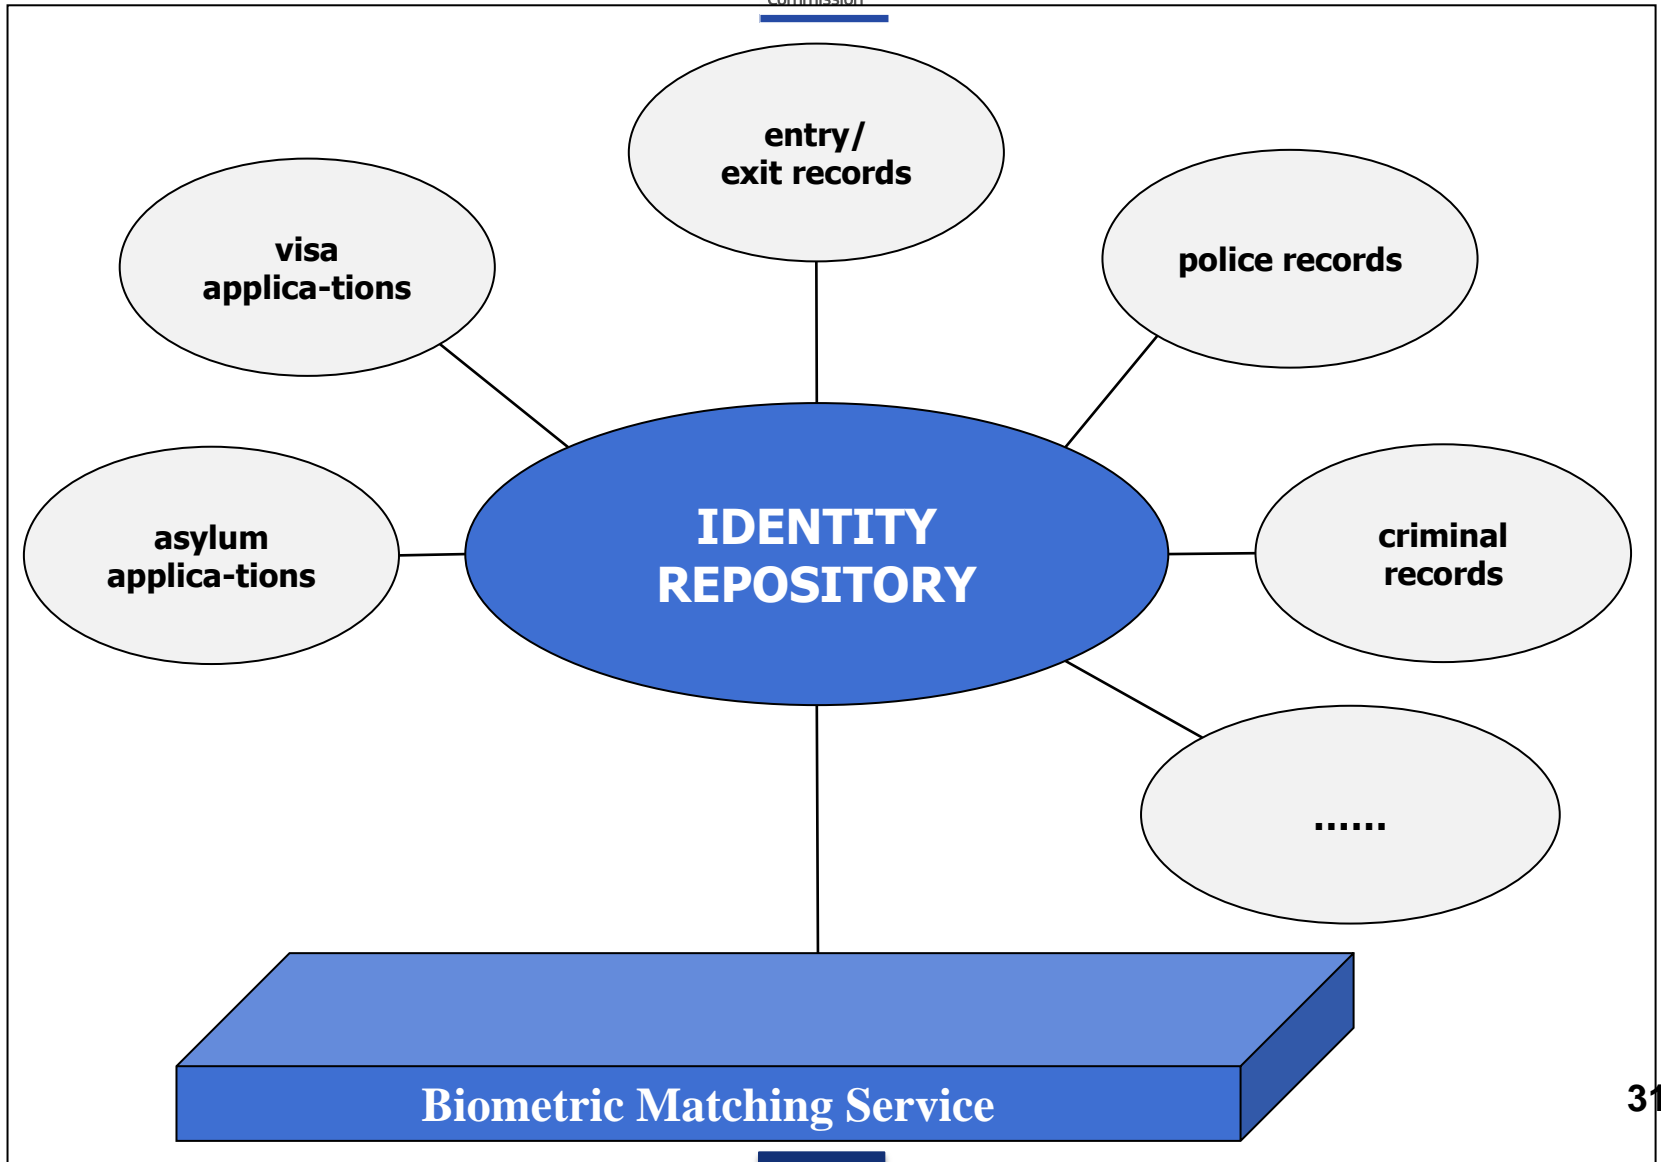 Commission
entry/
exit records
visa
applica-tions
police records
asylum
applica-tions
IDENTITY
REPOSITORY
criminal
records
......
Biometric Matching Service
31